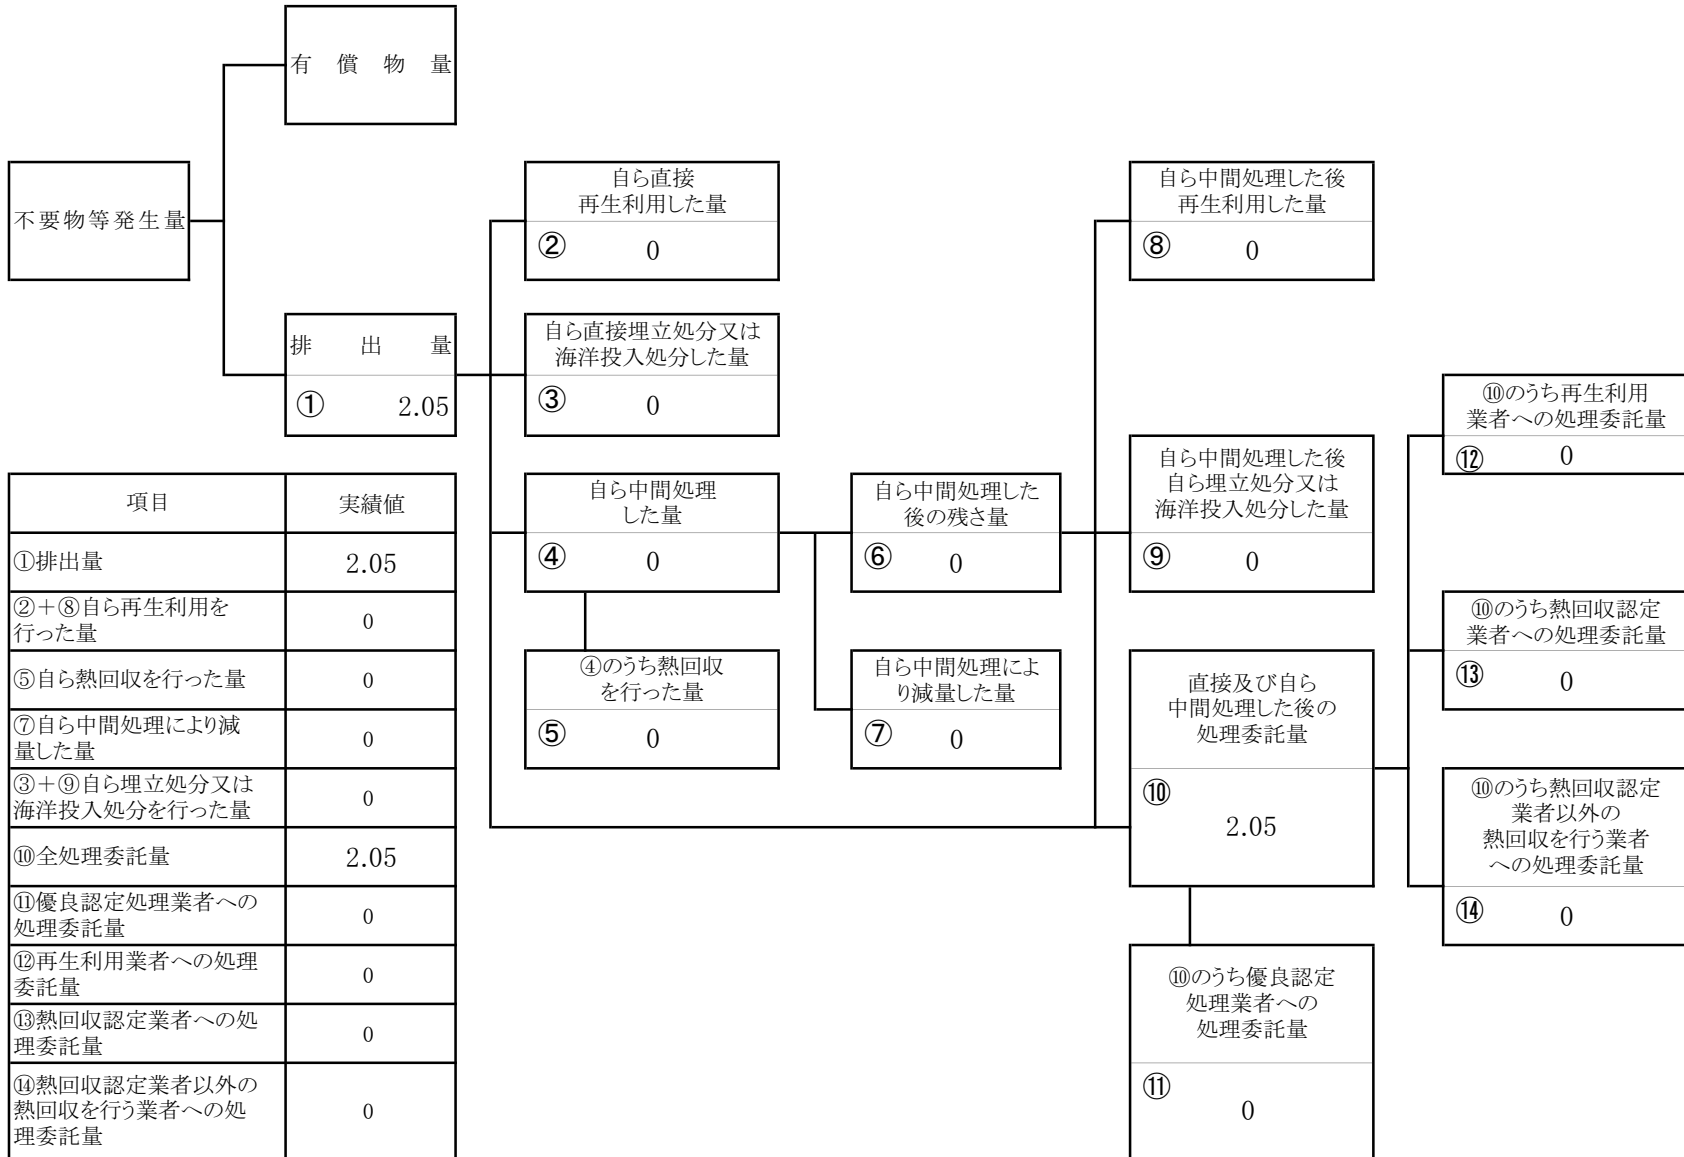 有償物量
不要物等発生量
排出量
① 2.05
自ら直接
再生利用した量
② 0
自ら直接埋立処分又は
海洋投入処分した量
③ 0
自ら中間処理
した量
④ 0
④のうち熱回収
を行った量
⑤ 0
自ら中間処理した
後の残さ量
⑥ 0
自ら中間処理によ
り減量した量
⑦ 0
自ら中間処理した後
再生利用した量
⑧ 0
自ら中間処理した後
自ら埋立処分又は
海洋投入処分した量
⑨ 0
直接及び自ら
中間処理した後の
処理委託量
⑩
2.05
⑩のうち優良認定
処理業者への
処理委託量
⑪
0
⑩のうち再生利用
業者への処理委託量
⑫ 0
⑩のうち熱回収認定
業者への処理委託量
⑬ 0
⑩のうち熱回収認定
業者以外の
熱回収を行う業者
への処理委託量
⑭ 0
項目 実績値
①排出量 2.05
②+⑧自ら再生利用を
行った量 0
⑤自ら熱回収を行った量 0
⑦自ら中間処理により減
量した量 0
③+⑨自ら埋立処分又は
海洋投入処分を行った量 0
⑩全処理委託量 2.05
⑪優良認定処理業者への
処理委託量 0
⑫再生利用業者への処理
委託量 0
⑬熱回収認定業者への処
理委託量 0
⑭熱回収認定業者以外の
熱回収を行う業者への処 0
理委託量